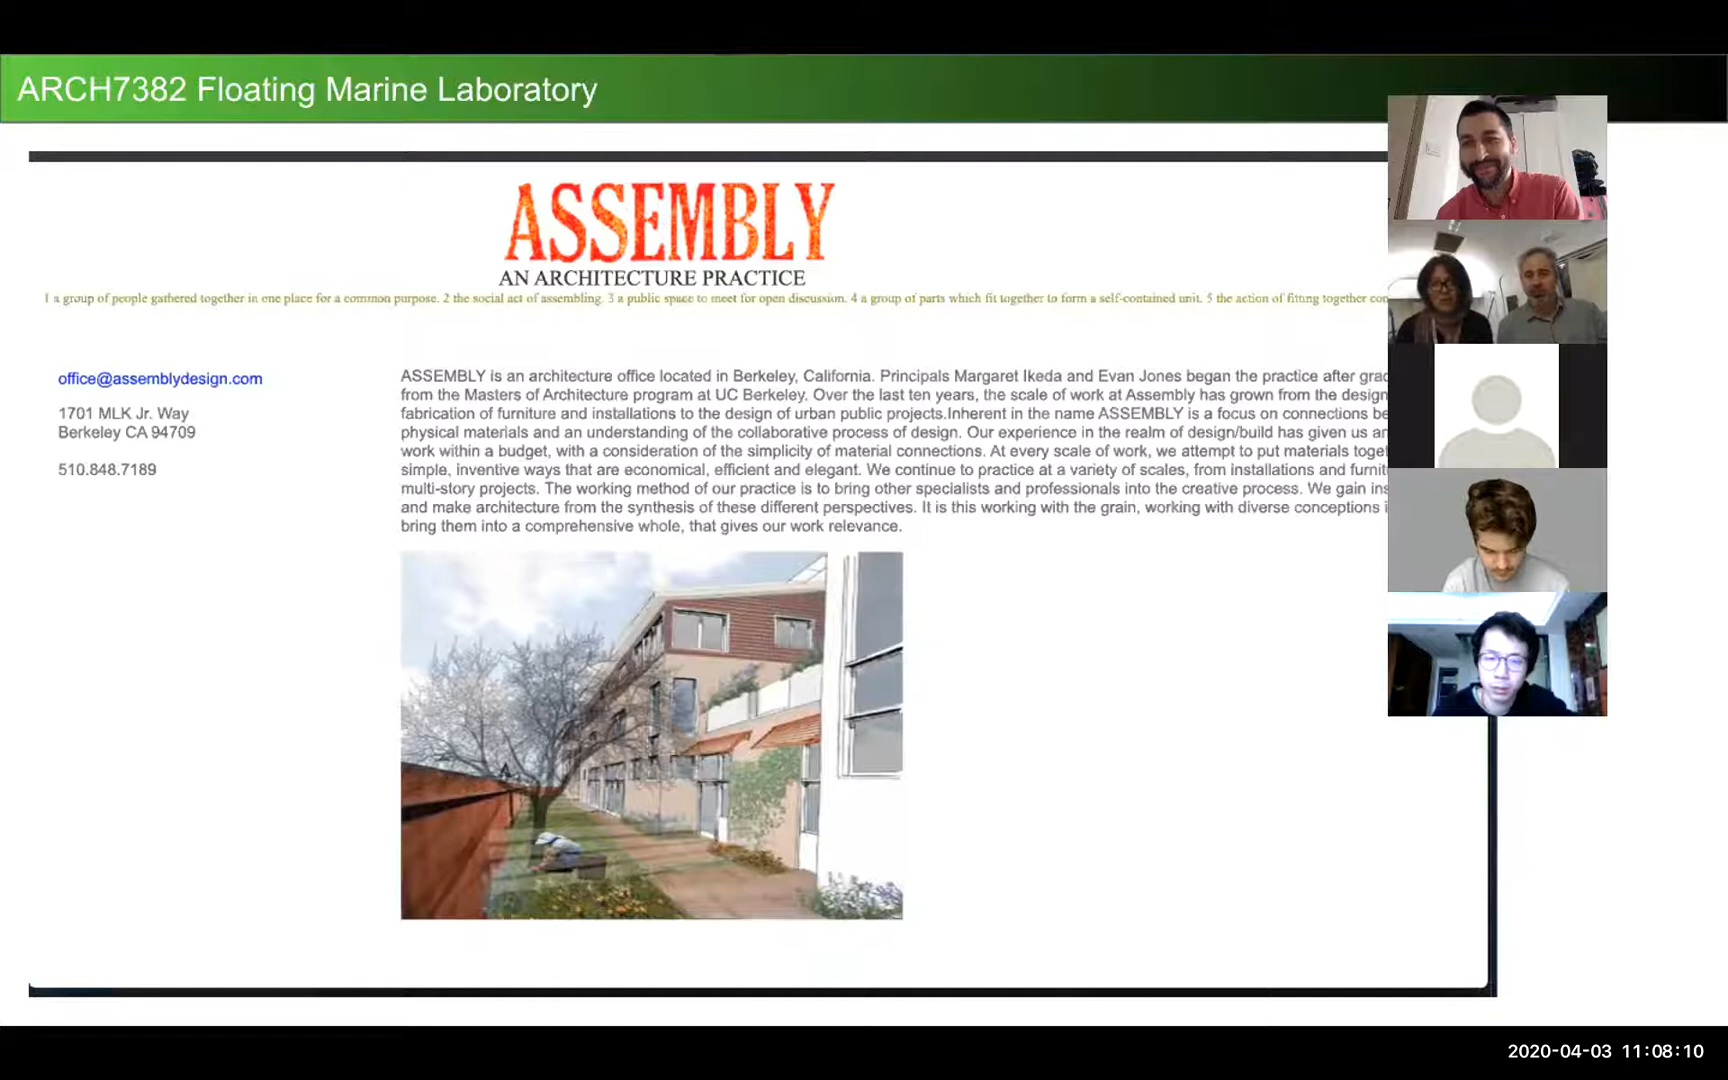 ARCH7382 Floating Marine Laboratory
ASSEMBLY
AN ARCHITECTURE PRACTICE
1 a group of people gathered together in one place for a common purpose. 2 the social act of assembling. 3 a public space to meet for open discussion. 4 a group of parts which fit together to form a self-contained unit. 5 the action of fitting together
office@assemblydesign.com
1701 MLK Jr. Way
Berkeley CA 94709
510.848.7189
ASSEMBLY is an architecture office located in Berkeley, California. Principals Margaret Ikeda and Evan Jones began the practice after
from the Masters of Architecture program at UC Berkeley. Over the last ten years, the scale of work at Assembly has grown from the design
fabrication of furniture and installations to the design of urban public projects.Inherent in the name ASSEMBLY is a focus on connections
physical materials and an understanding of the collaborative process of design. Our experience in the realm of design/build has given us
work within a budget, with a consideration of the simplicity of material connections. At every scale of work, we attempt to put materials
simple, inventive ways that are economical, efficient and elegant. We continue to practice at a variety of scales, from installations and
multi-story projects. The working method of our practice is to bring other specialists and professionals into the creative process. We gain
and make architecture from the synthesis of these different perspectives. It is this working with the grain, working with diverse conceptions
bring them into a comprehensive whole, that gives our work relevance.
2020-04-03 11:08:10